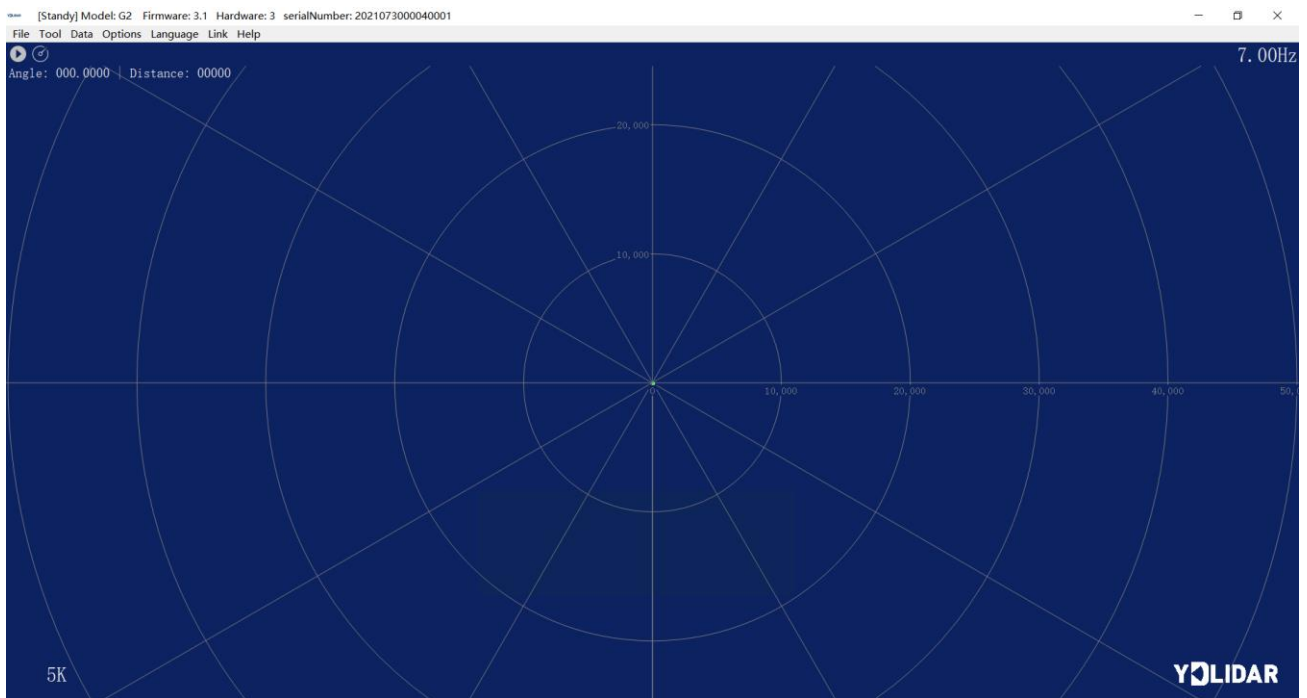 [Standy] Model: G2 Firmware: 3.1 Hardware: 3 serialNumber: 2021073000040001
File Tool Data Options Language Link Help
7.00Hz
Angle: 000.0000 | Distance: 00000
20,000
10,000
0 10,000 20,000 30,000 40,000 50,
5K
YDLIDAR